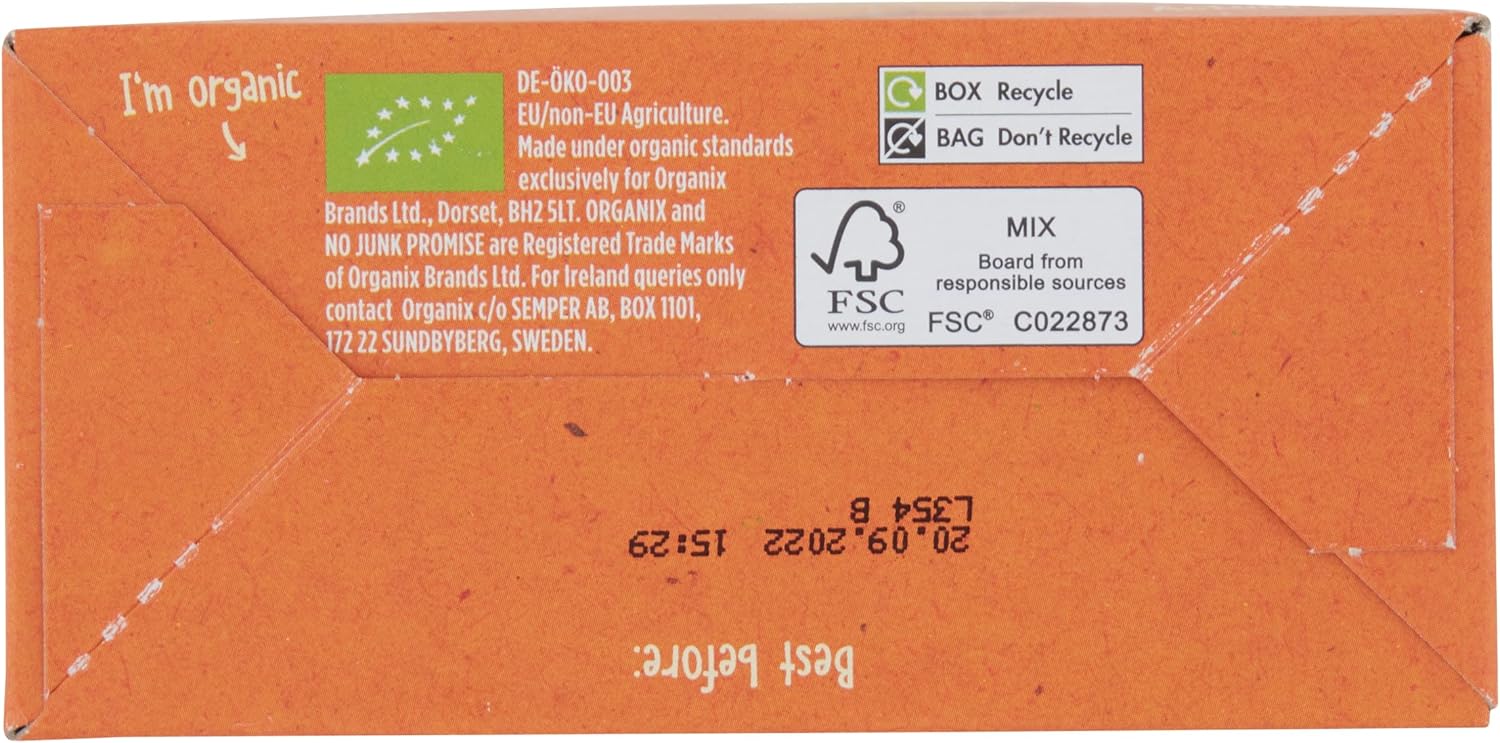 I'm organic
DE-ÖKO-003
EU/non-EU Agriculture.
Made under organic standards
exclusively for Organix
Brands Ltd., Dorset, BH2 5LT. ORGANIX and
NO JUNK PROMISE are Registered Trade Marks
of Organix Brands Ltd. For Ireland queries only
contact Organix c/o SEMPER AB, BOX 1101,
172 22 SUNDBYBERG, SWEDEN.
BOX Recycle
BAG Don't Recycle
FSC®
www.fsc.org
MIX
Board from
responsible sources
FSC® C022873
Best before:
20.09.2022 15:29
L354 B